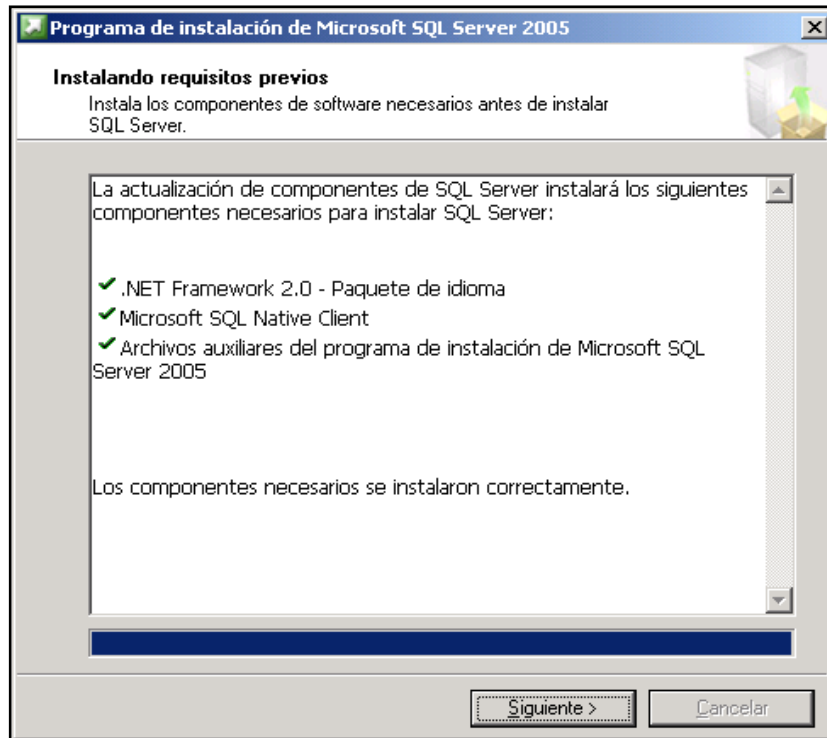 Programa de instalación de Microsoft SQL Server 2005
Instalando requisitos previos
Instala los componentes de software necesarios antes de instalar
SQL Server.
La actualización de componentes de SQL Server instalará los siguientes
componentes necesarios para instalar SQL Server:
.NET Framework 2.0 - Paquete de idioma
Microsoft SQL Native Client
Archivos auxiliares del programa de instalación de Microsoft SQL
Server 2005
Los componentes necesarios se instalaron correctamente.
Siguiente >
Cancelar